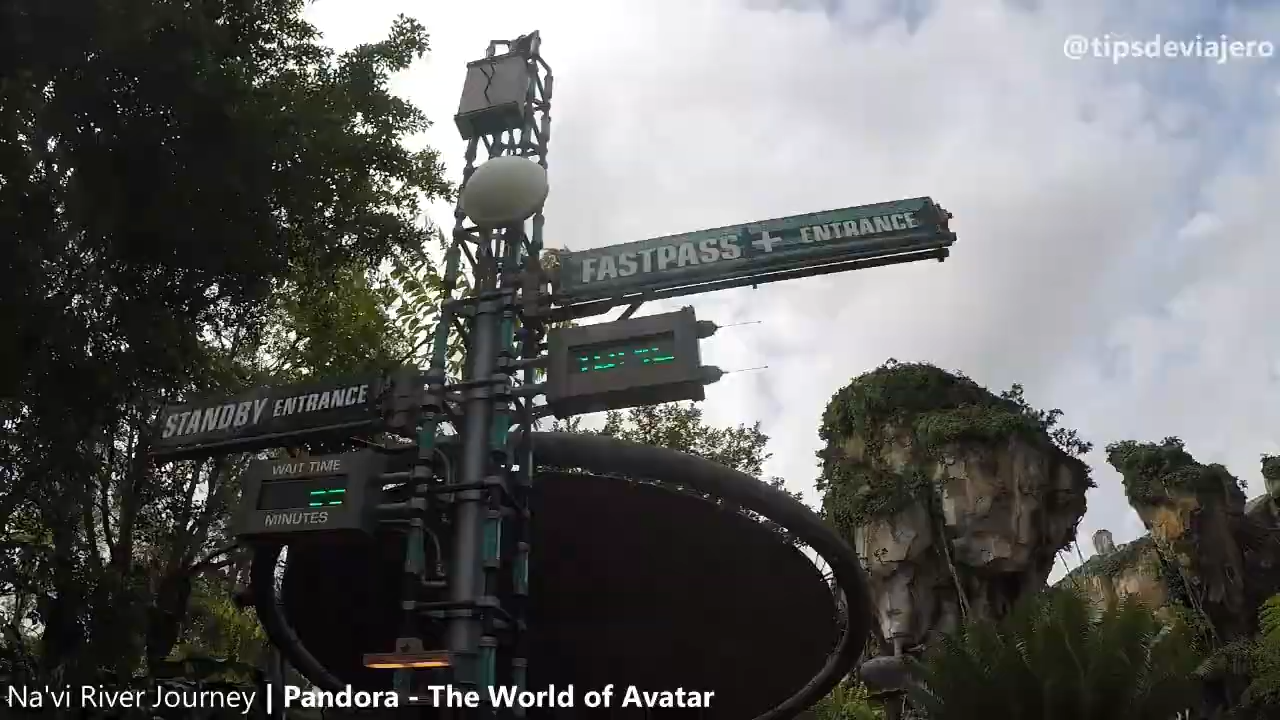 @tipsdeviajero
FASTPASS + ENTRANCE
STANDBY ENTRANCE
WAIT TIME
MINUTES
Na'vi River Journey | Pandora - The World of Avatar